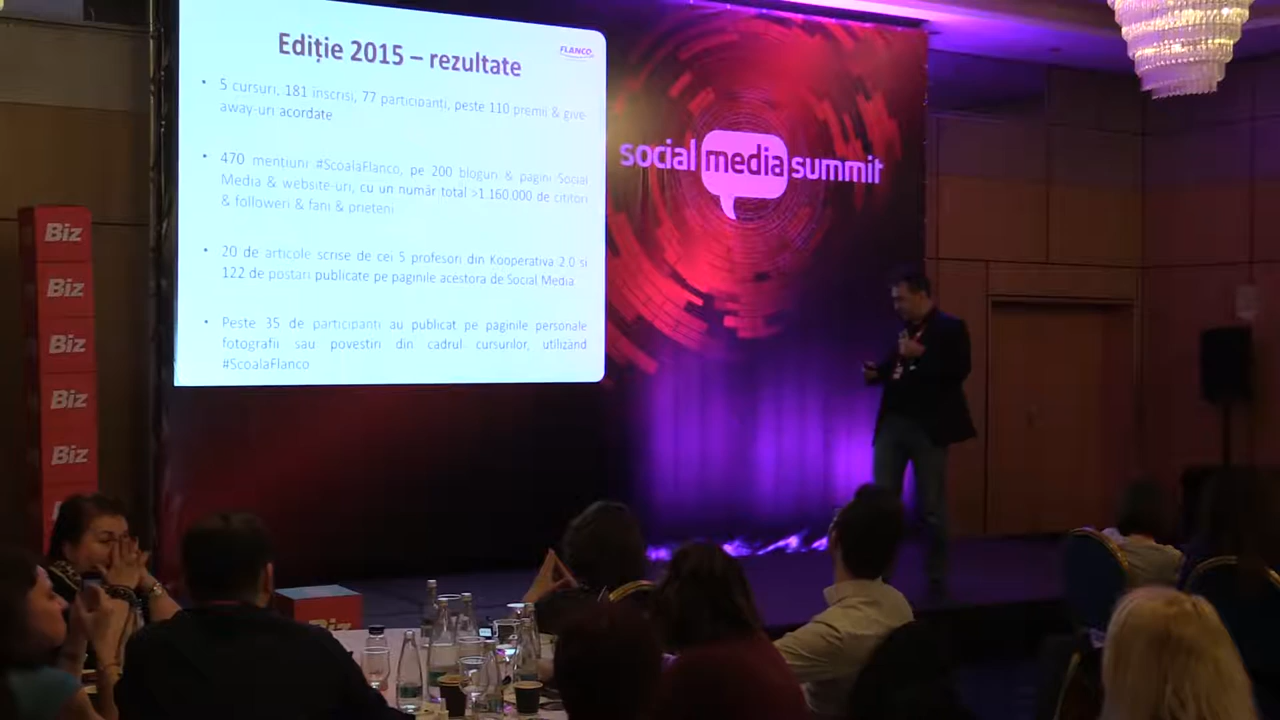 Ediție 2015 – rezultate
FLANCO
• 5 cursuri, 181 înscriși, 77 participanți, peste 110 premii & give-
away-uri acordate
• 470 mențiuni #ScoalaFlanco, pe 200 bloguri & pagini Social
Media & website-uri, cu un număr total >1.160.000 de cititori
& followeri & fani & prieteni
• 20 de articole scrise de cei 5 profesori din Kooperativa 2.0 si
122 de postari publicate pe paginile acestora de Social Media
• Peste 35 de participanti au publicat pe paginile personale
fotografii sau povestiri din cadrul cursurilor, utilizând
#ScoalaFlanco
social media summit
Biz
Biz
Biz
Biz
Biz
Biz